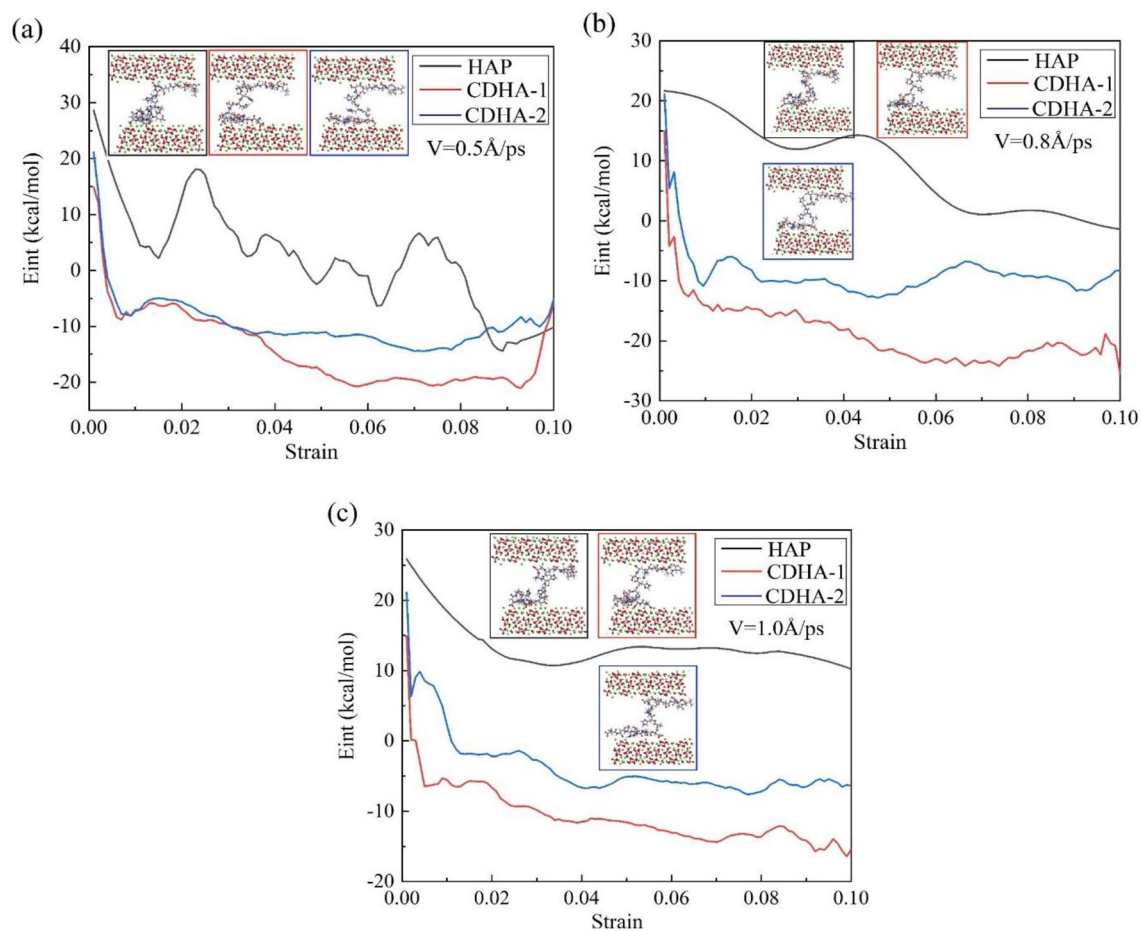 (a)
40
30
20
10
0
-10
-20
Eint (kcal/mol)
0.00 0.02 0.04 0.06 0.08 0.10
Strain
HAP
CDHA-1
CDHA-2
V=0.5Å/ps
(b)
30
20
10
0
-10
-20
-30
Eint (kcal/mol)
0.00 0.02 0.04 0.06 0.08 0.10
Strain
HAP
CDHA-1
CDHA-2
V=0.8Å/ps
(c)
30
20
10
0
-10
-20
Eint (kcal/mol)
0.00 0.02 0.04 0.06 0.08 0.10
Strain
HAP
CDHA-1
CDHA-2
V=1.0Å/ps